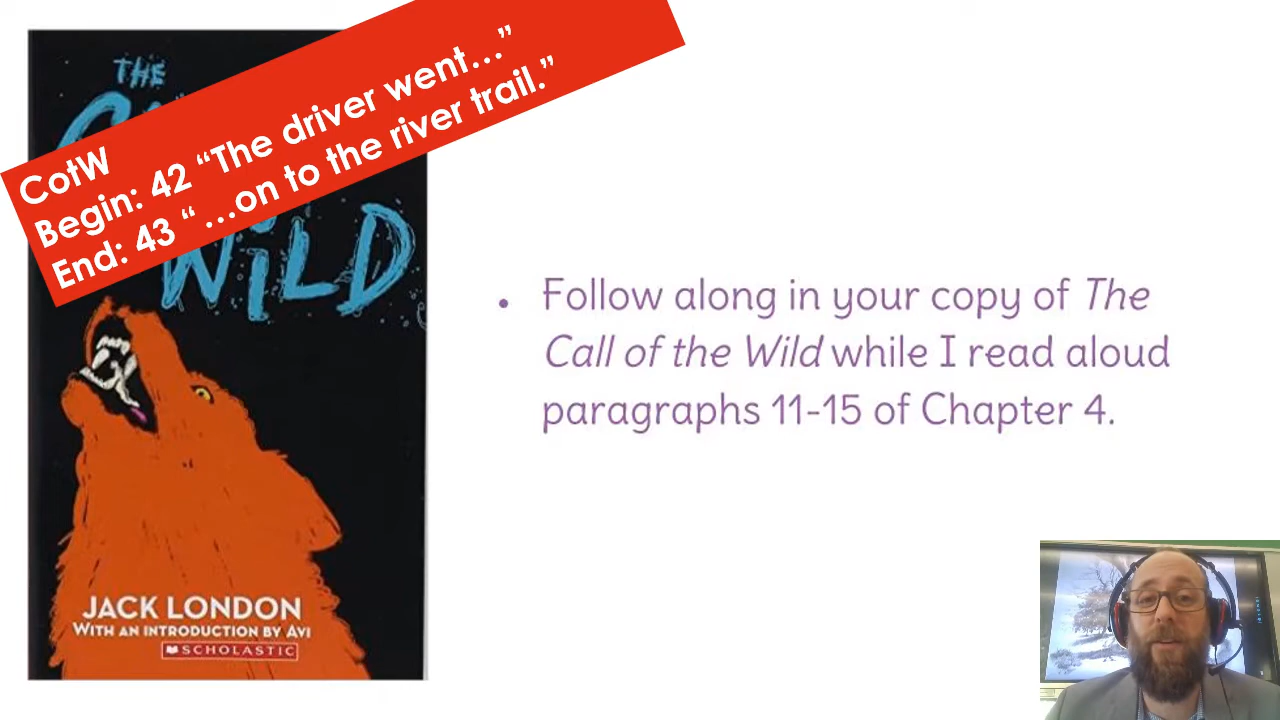 CotW
Begin: 42 “The driver went…”
End: 43 “ …on to the river trail.”
THE
WiLD
JACK LONDON
WITH AN INTRODUCTION BY AVI
SCHOLASTIC
• Follow along in your copy of The
Call of the Wild while I read aloud
paragraphs 11-15 of Chapter 4.